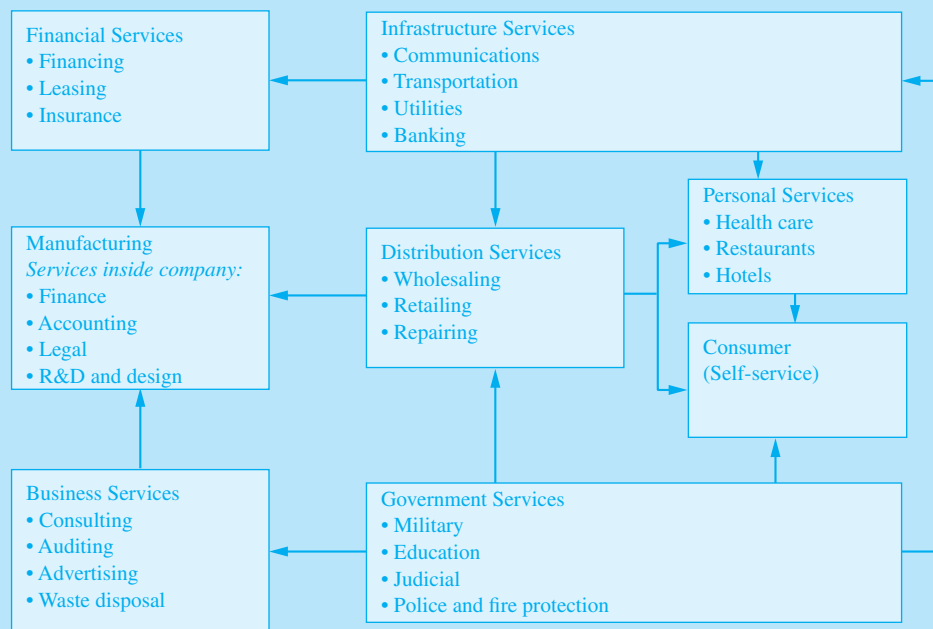 Financial Services
• Financing
• Leasing
• Insurance
Infrastructure Services
• Communications
• Transportation
• Utilities
• Banking
Manufacturing
Services inside company:
• Finance
• Accounting
• Legal
• R&D and design
Distribution Services
• Wholesaling
• Retailing
• Repairing
Personal Services
• Health care
• Restaurants
• Hotels
Consumer
(Self-service)
Business Services
• Consulting
• Auditing
• Advertising
• Waste disposal
Government Services
• Military
• Education
• Judicial
• Police and fire protection